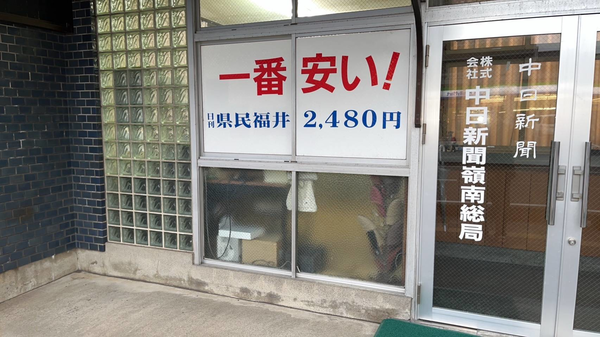 一番安い!
日刊県民福井 2,480円
中日新聞
株式会社中日新聞嶺南総局